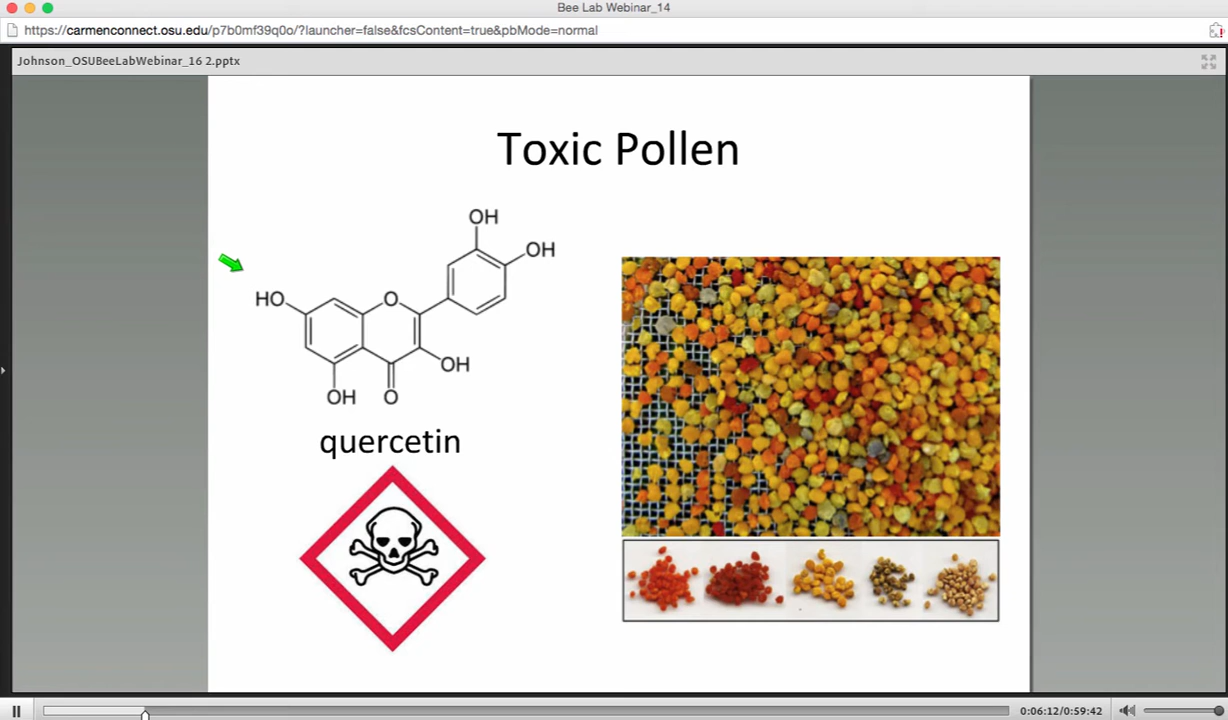 Bee Lab Webinar_14
https://carmenconnect.osu.edu/p7b0mf39q0o/?launcher=false&fcsContent=true&pbMode=normal
Johnson_OSUBeeLabWebinar_16 2.pptx
Toxic Pollen
OH
OH
HO
O
OH
OH
O
quercetin
0:06:12/0:59:42